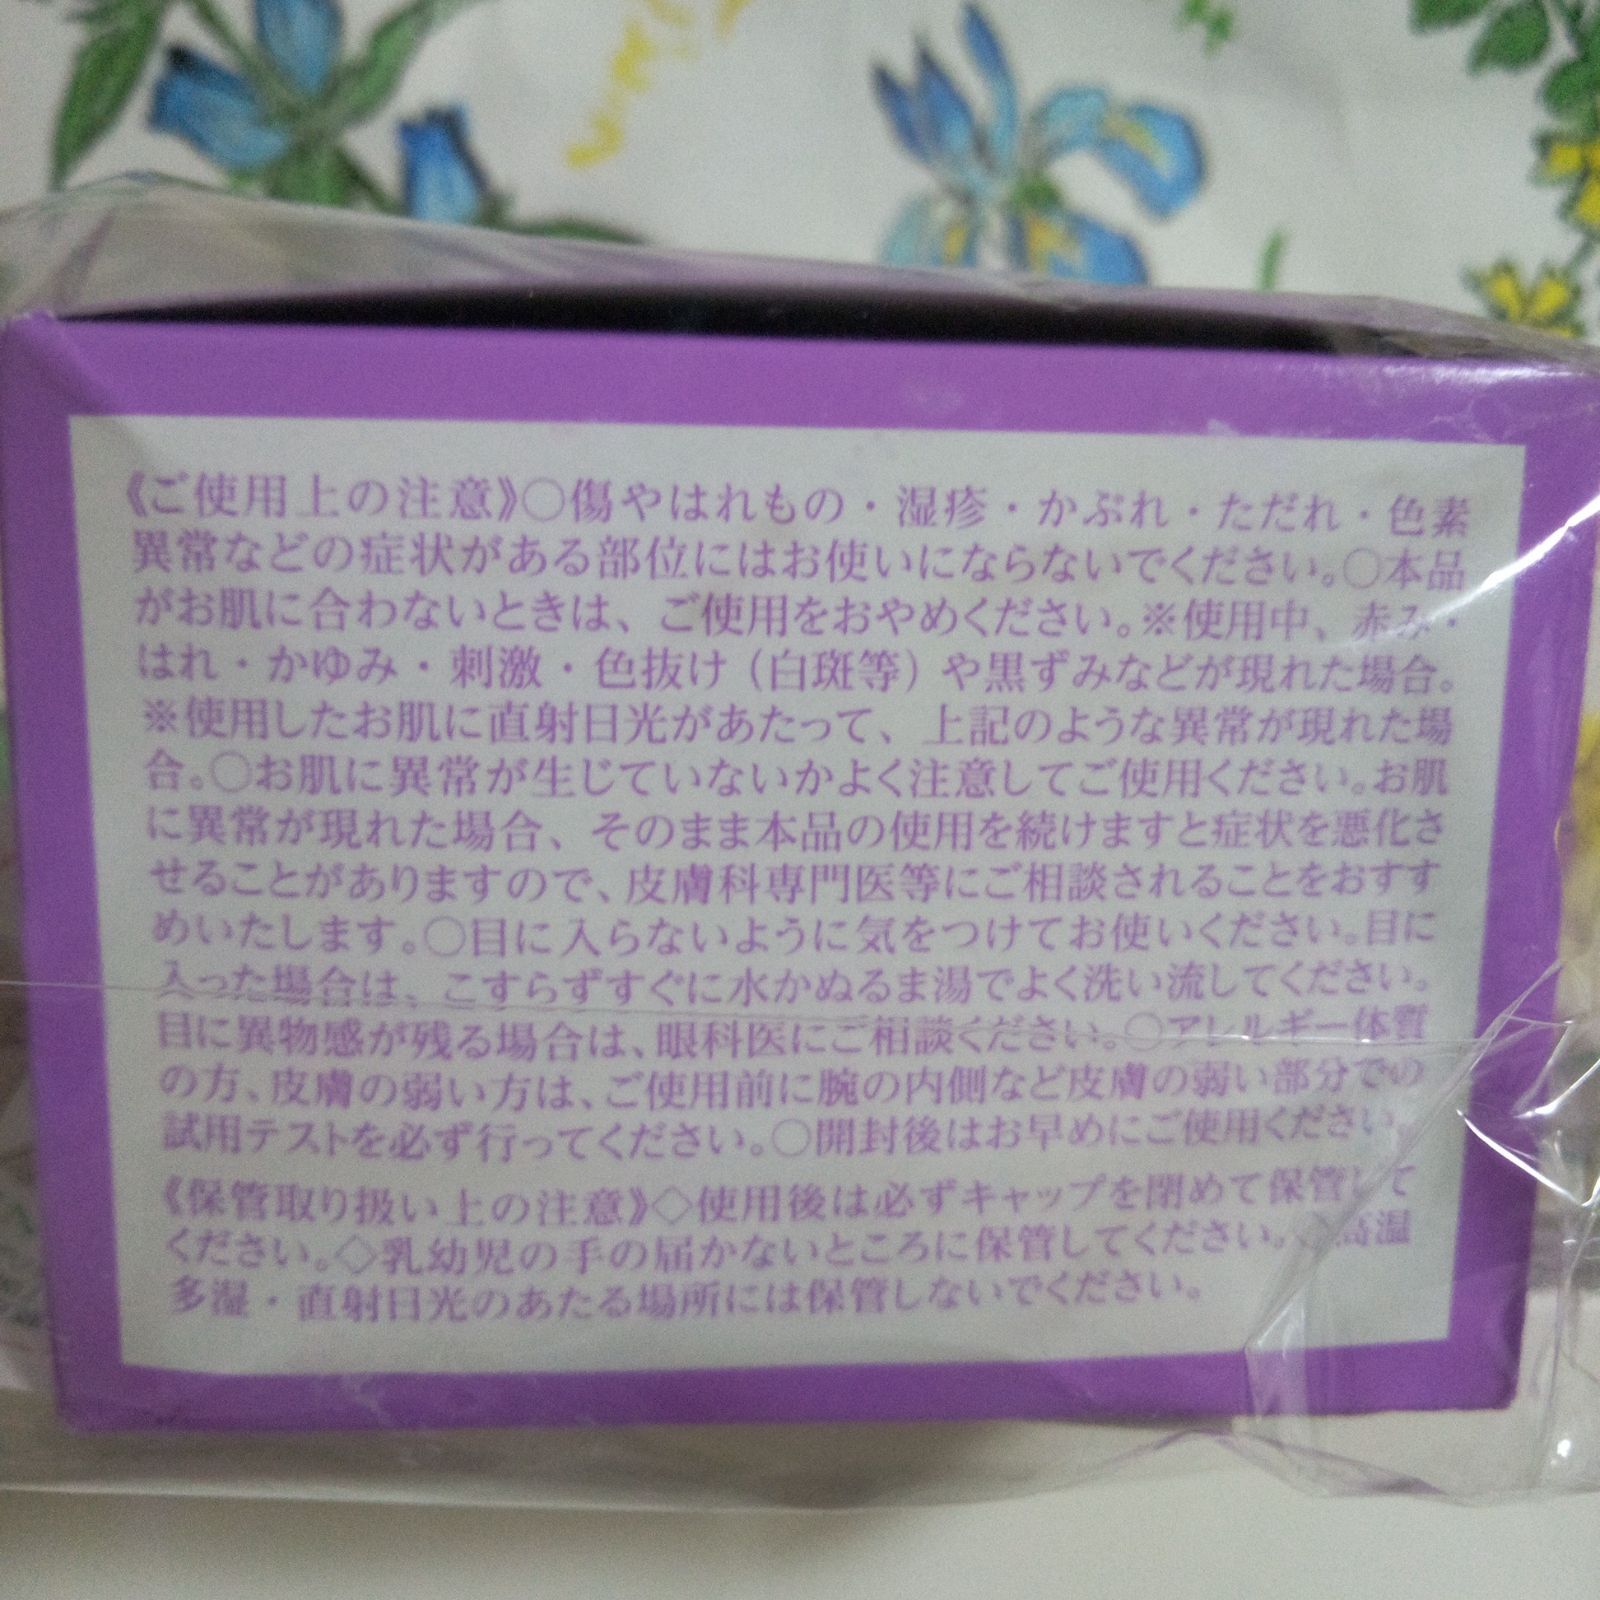 《ご使用上の注意》○傷やはれもの・湿疹・かぶれ・ただれ・色素
異常などの症状がある部位にはお使いにならないでください。○本品
がお肌に合わないときは、ご使用をおやめください。※使用中、赤み・
はれ・かゆみ・刺激・色抜け（白斑等）や黒ずみなどが現れた場合。
※使用したお肌に直射日光があたって、上記のような異常が現れた場
合。○お肌に異常が生じていないかよく注意してご使用ください。お肌
に異常が現れた場合、そのまま本品の使用を続けますと症状を悪化さ
せることがありますので、皮膚科専門医等にご相談されることをおすす
めいたします。○目に入らないように気をつけてお使いください。目に
入った場合は、こすらずすぐに水かぬるま湯でよく洗い流してください。
目に異物感が残る場合は、眼科医にご相談ください。○アレルギー体質
の方、皮膚の弱い方は、ご使用前に腕の内側など皮膚の弱い部分での
試用テストを必ず行ってください。○開封後はお早めにご使用ください。
《保管取り扱い上の注意》◇使用後は必ずキャップを閉めて保管して
ください。◇乳幼児の手の届かないところに保管してください。◇高温
多湿・直射日光のあたる場所には保管しないでください。